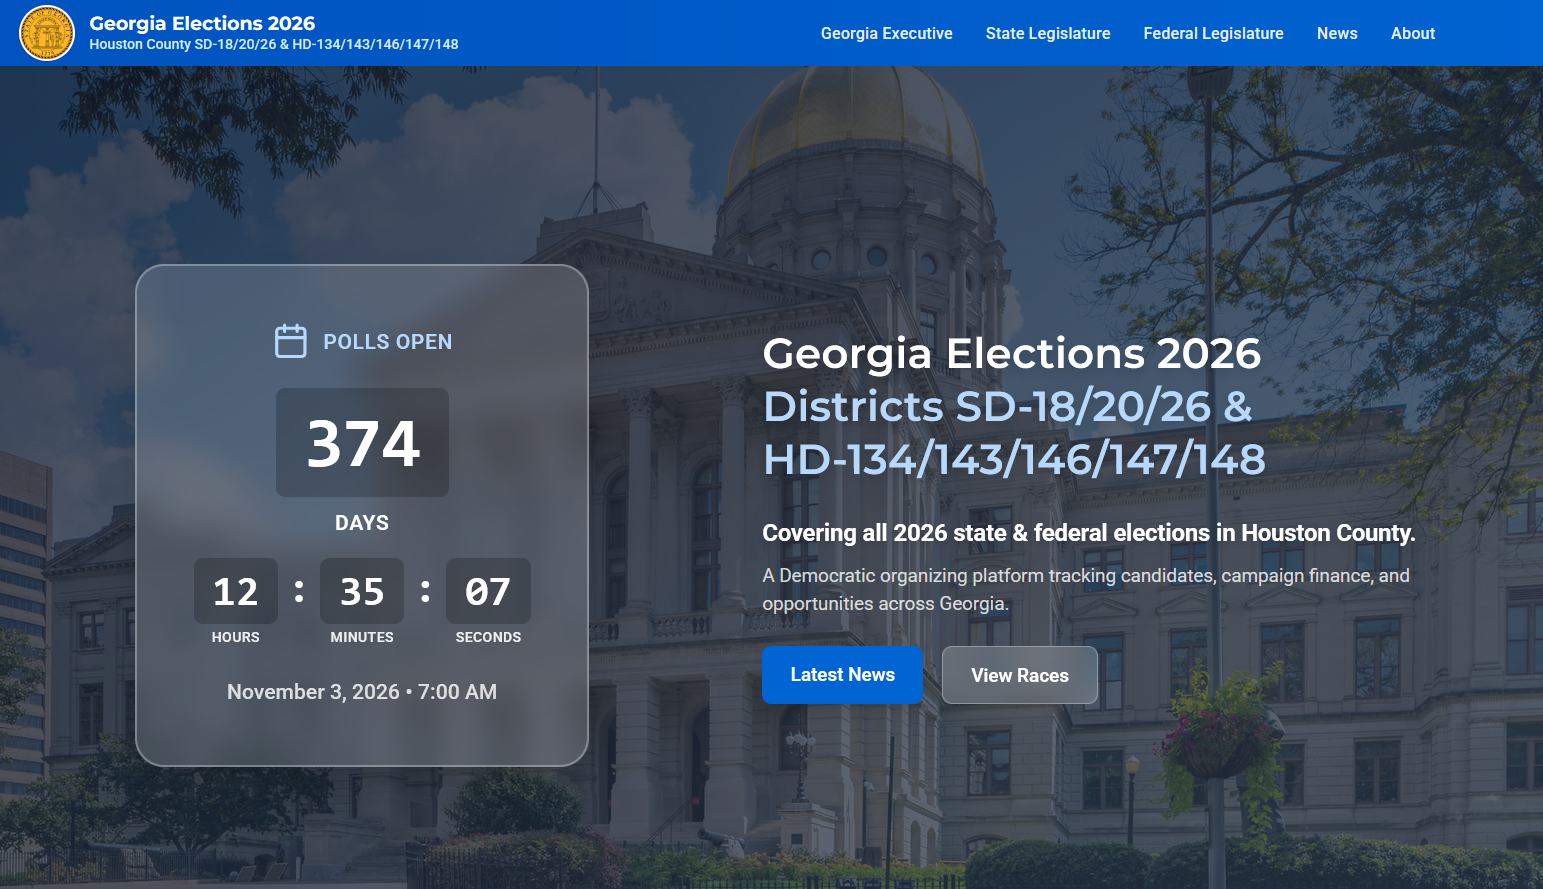 Georgia Elections 2026
Houston County SD-18/20/26 & HD-134/143/146/147/148
Georgia Executive
State Legislature
Federal Legislature
News
About
POLLS OPEN
374
DAYS
12 : 35 : 07
HOURS MINUTES SECONDS
November 3, 2026 • 7:00 AM
Georgia Elections 2026
Districts SD-18/20/26 &
HD-134/143/146/147/148
Covering all 2026 state & federal elections in Houston County.
A Democratic organizing platform tracking candidates, campaign finance, and
opportunities across Georgia.
Latest News
View Races